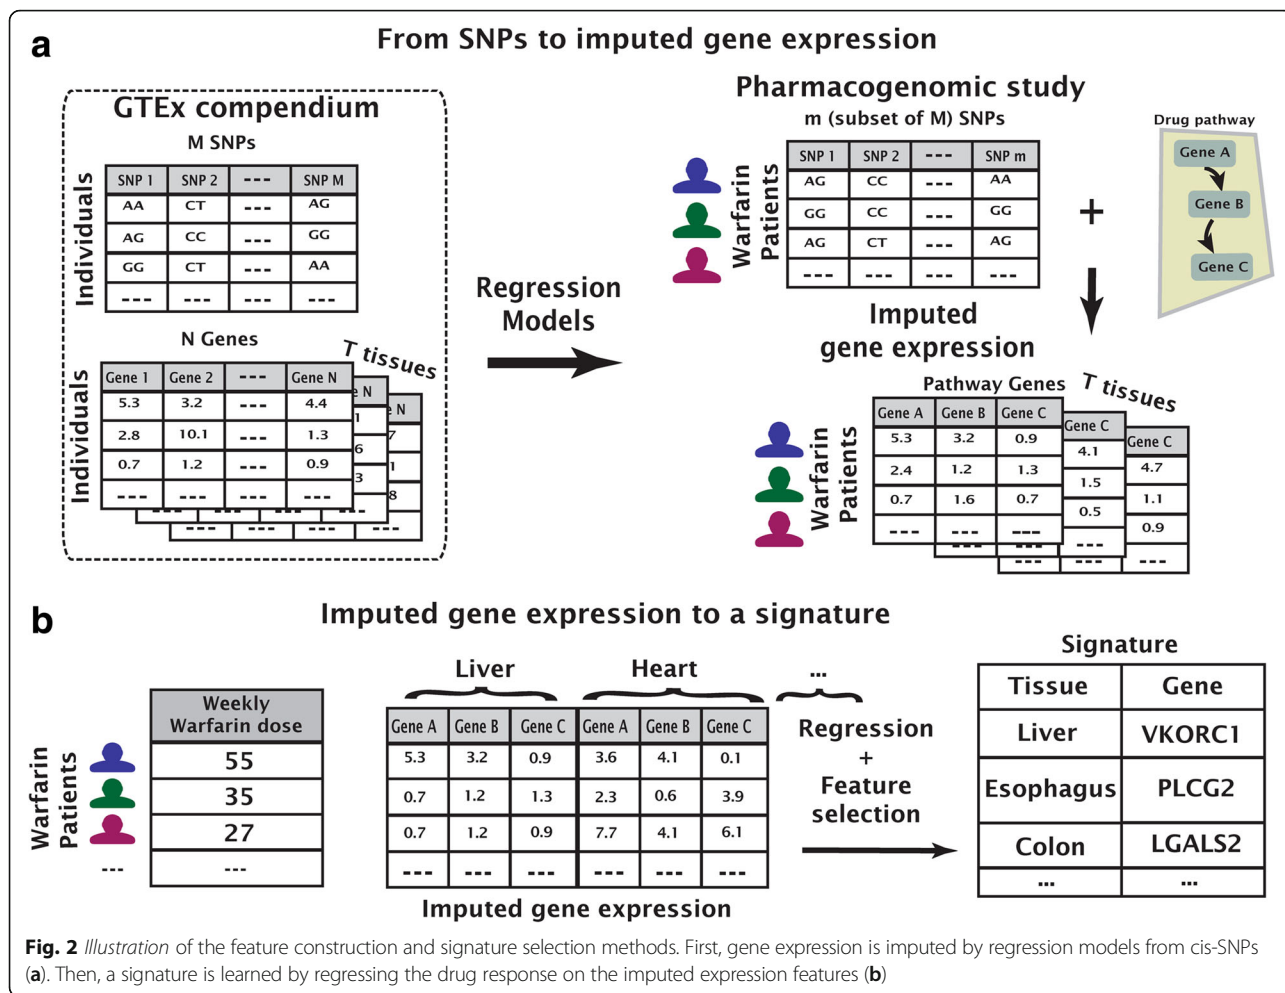 a
From SNPs to imputed gene expression
GTEx compendium
M SNPs
Individuals
SNP 1 SNP 2 --- SNP M
AA CT --- AG
AG CC --- GG
GG CT --- AA
--- --- --- ---
N Genes
T tissues
Individuals
Gene 1 Gene 2 --- Gene N
5.3 3.2 --- 4.4
2.8 10.1 --- 1.3
0.7 1.2 --- 0.9
--- --- --- ---
e N
1
6
3
e N
7
1
8
Regression
Models
Pharmacogenomic study
m (subset of M) SNPs
Warfarin
Patients
SNP 1 SNP 2 --- SNP m
AG CC --- AA
GG CC --- GG
AG CT --- AG
--- --- --- ---
+
Drug pathway
Gene A
Gene B
Gene C
Imputed
gene expression
Pathway Genes
T tissues
Warfarin
Patients
Gene A Gene B Gene C
5.3 3.2 0.9
2.4 1.2 1.3
0.7 1.6 0.7
--- --- ---
Gene C
4.1
1.5
0.5
---
Gene C
4.7
1.1
0.9
---
b
Imputed gene expression to a signature
Warfarin
Patients
---
Weekly
Warfarin dose
55
35
27
---
Liver Heart ...
Gene A Gene B Gene C Gene A Gene B Gene C
5.3 3.2 0.9 3.6 4.1 0.1
0.7 1.2 1.3 2.3 0.6 3.9
0.7 1.2 0.9 7.7 4.1 6.1
--- --- --- --- --- ---
Imputed gene expression
Regression
+
Feature
selection
Signature
Tissue Gene
Liver VKORC1
Esophagus PLCG2
Colon LGALS2
... ...
Fig. 2 Illustration of the feature construction and signature selection methods. First, gene expression is imputed by regression models from cis-SNPs
(a). Then, a signature is learned by regressing the drug response on the imputed expression features (b)